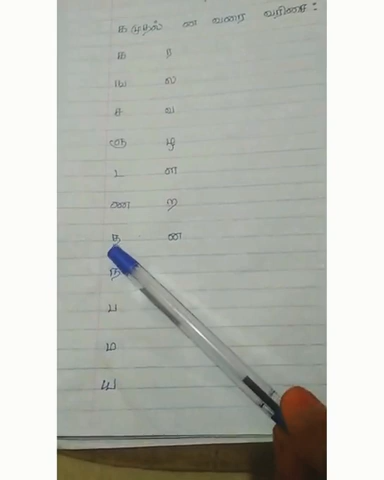 க முதல் ன வரை வரிசை :
க ர
ங ல
ச வ
ஞ ழ
ட ள
ண ற
த ன
ந
ப
ம
ய